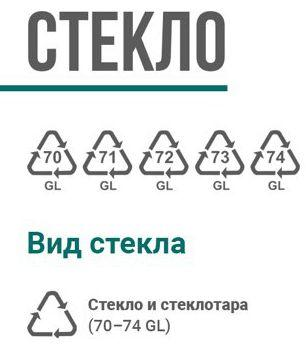 СТЕКЛО
70 71 72 73 74
GL GL GL GL GL
Вид стекла
Стекло и стеклотара
(70–74 GL)